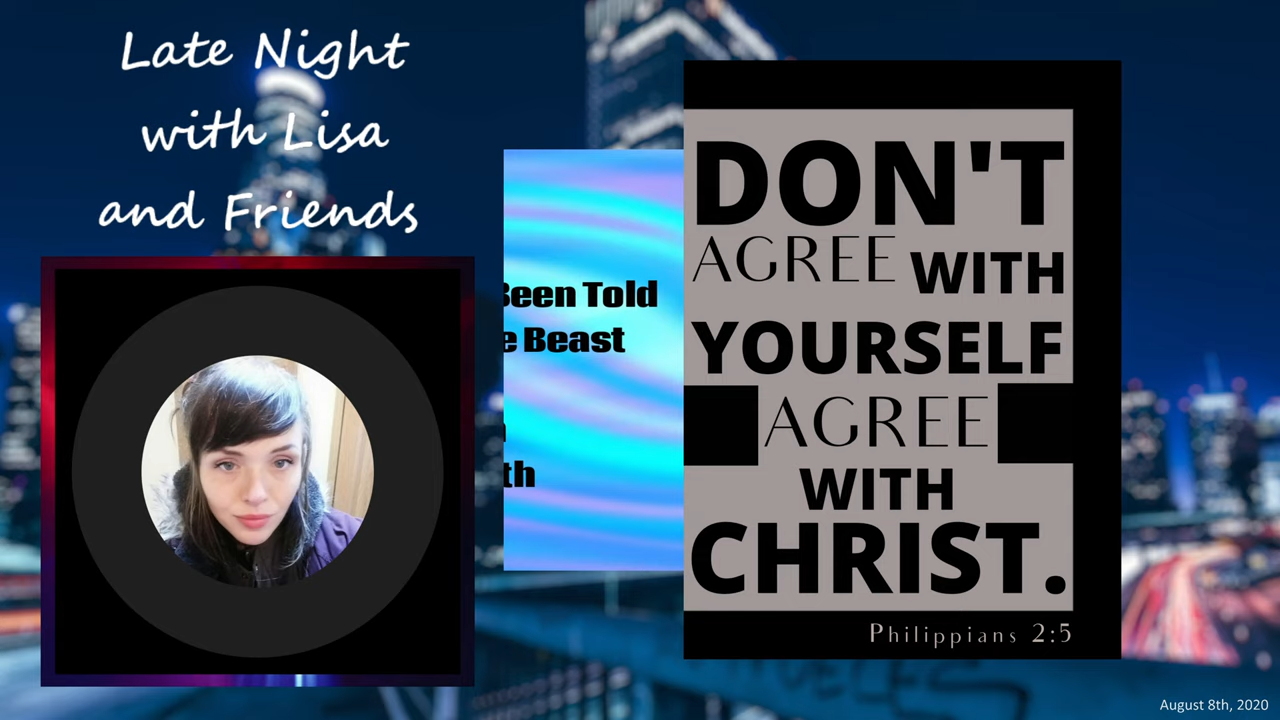 Late Night
with Lisa
and Friends
Been Told
e Beast
th
DON'T
AGREE WITH
YOURSELF
AGREE
WITH
CHRIST.
Philippians 2:5
August 8th, 2020